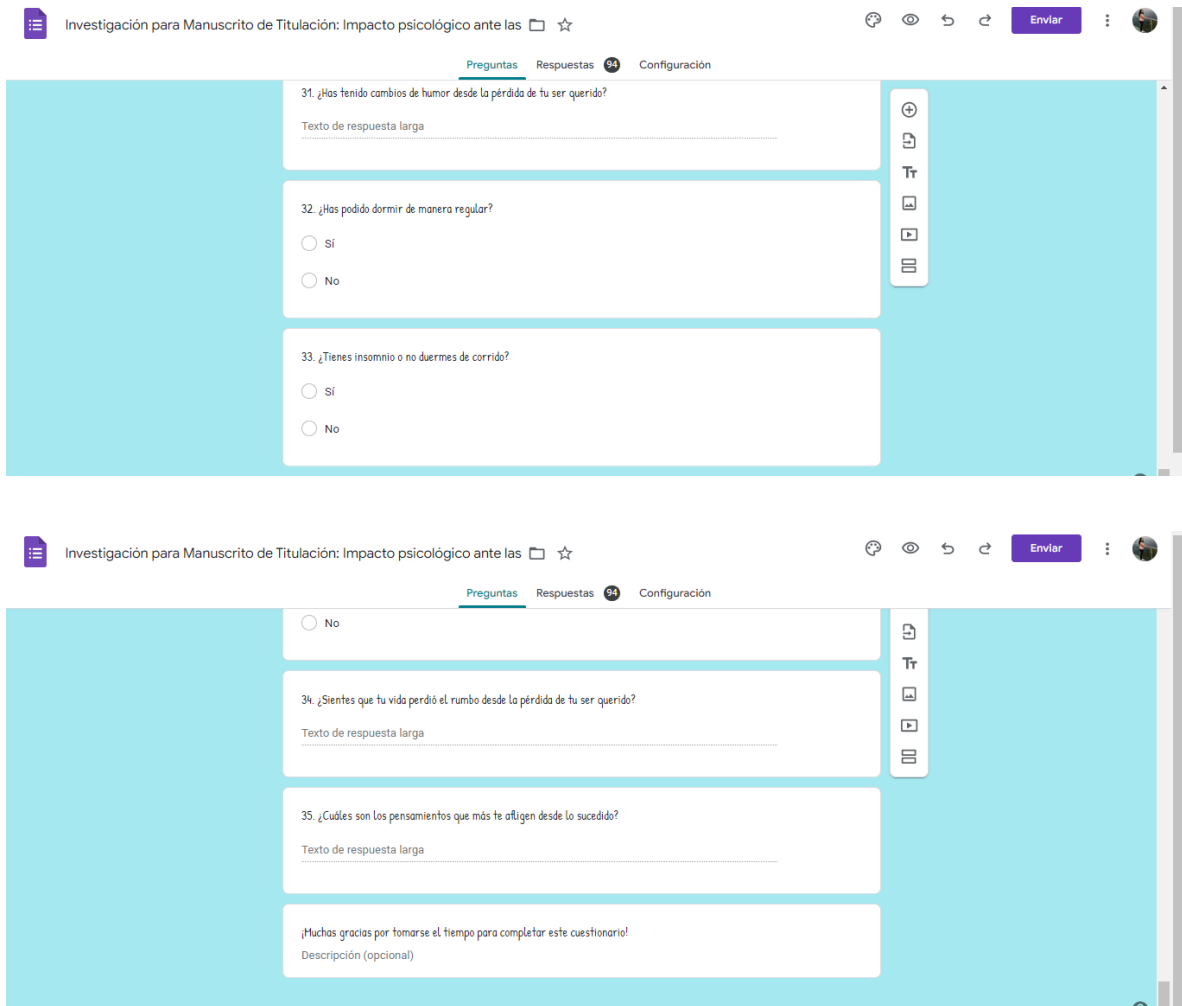 Investigación para Manuscrito de Titulación: Impacto psicológico ante las
Enviar
Preguntas Respuestas 94 Configuración
31. ¿Has tenido cambios de humor desde la pérdida de tu ser querido?
Texto de respuesta larga
Tт
32. ¿Has podido dormir de manera regular?
Sí
No
33. ¿Tienes insomnio o no duermes de corrido?
Sí
No
Investigación para Manuscrito de Titulación: Impacto psicológico ante las
Enviar
Preguntas Respuestas 94 Configuración
No
Tт
34. ¿Sientes que tu vida perdió el rumbo desde la pérdida de tu ser querido?
Texto de respuesta larga
35. ¿Cuáles son los pensamientos que más te afligen desde lo sucedido?
Texto de respuesta larga
¡Muchas gracias por tomarse el tiempo para completar este cuestionario!
Descripción (opcional)